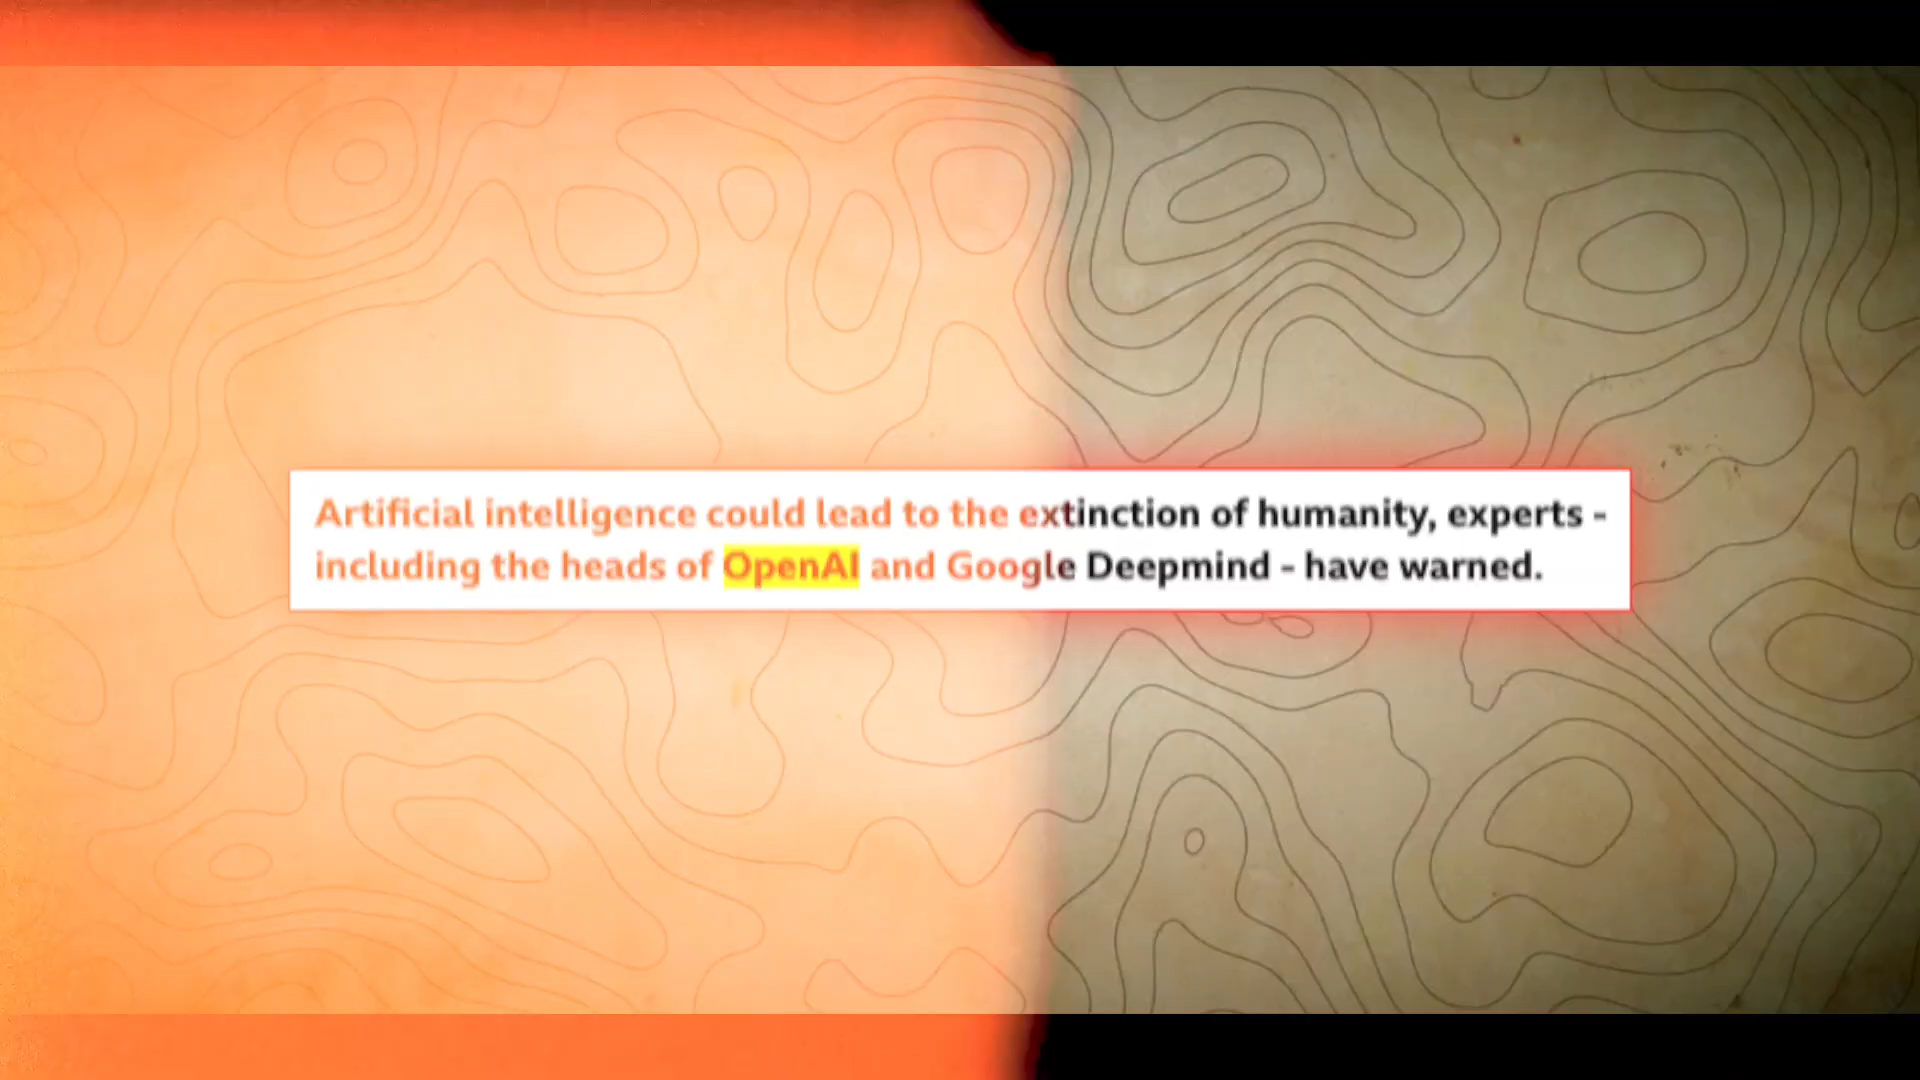 Artificial intelligence could lead to the extinction of humanity, experts -
including the heads of OpenAI and Google Deepmind - have warned.